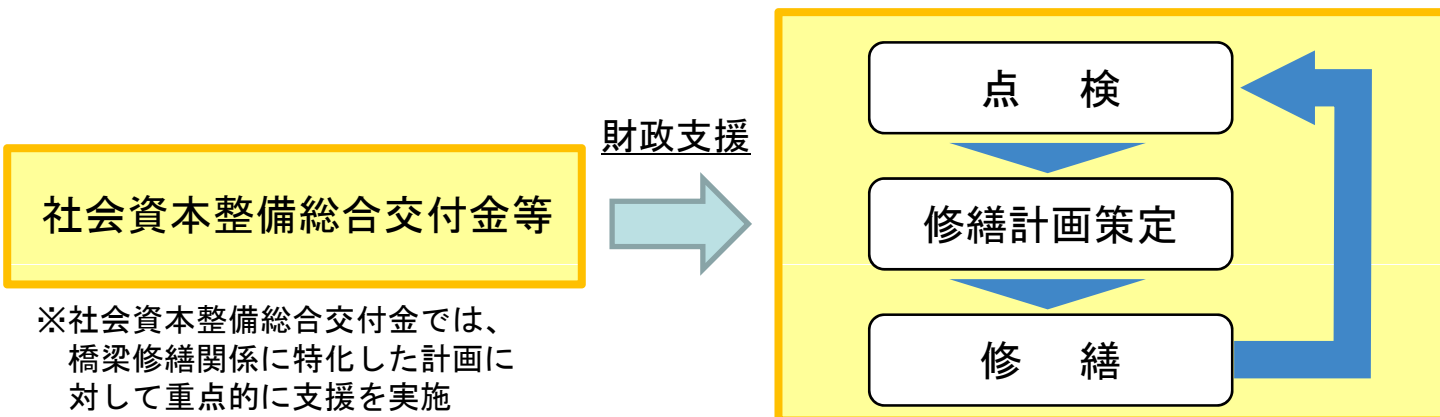 社会資本整備総合交付金等
※社会資本整備総合交付金では、
橋梁修繕関係に特化した計画に
対して重点的に支援を実施
財政支援
点　検
修繕計画策定
修　繕